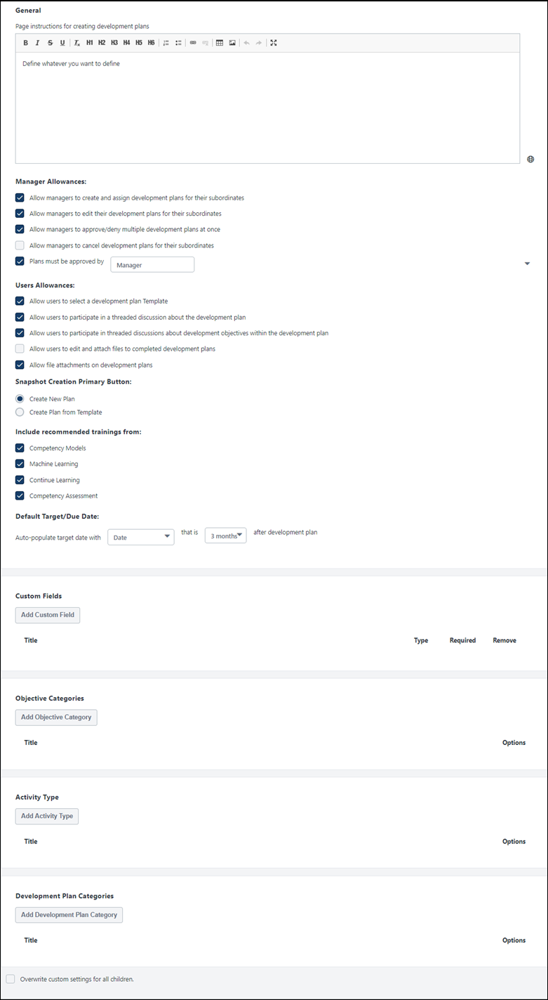 General
Page instructions for creating development plans
B I S U Tx H1 H2 H3 H4 H5 H6
Define whatever you want to define
Manager Allowances:
Allow managers to create and assign development plans for their subordinates
Allow managers to edit their development plans for their subordinates
Allow managers to approve/deny multiple development plans at once
Allow managers to cancel development plans for their subordinates
Plans must be approved by Manager
Users Allowances:
Allow users to select a development plan Template
Allow users to participate in a threaded discussion about the development plan
Allow users to participate in threaded discussions about development objectives within the development plan
Allow users to edit and attach files to completed development plans
Allow file attachments on development plans
Snapshot Creation Primary Button:
Create New Plan
Create Plan from Template
Include recommended trainings from:
Competency Models
Machine Learning
Continue Learning
Competency Assessment
Default Target/Due Date:
Auto-populate target date with Date that is 3 months after development plan
Custom Fields
Add Custom Field
Title Type Required Remove
Objective Categories
Add Objective Category
Title Options
Activity Type
Add Activity Type
Title Options
Development Plan Categories
Add Development Plan Category
Title Options
Overwrite custom settings for all children.